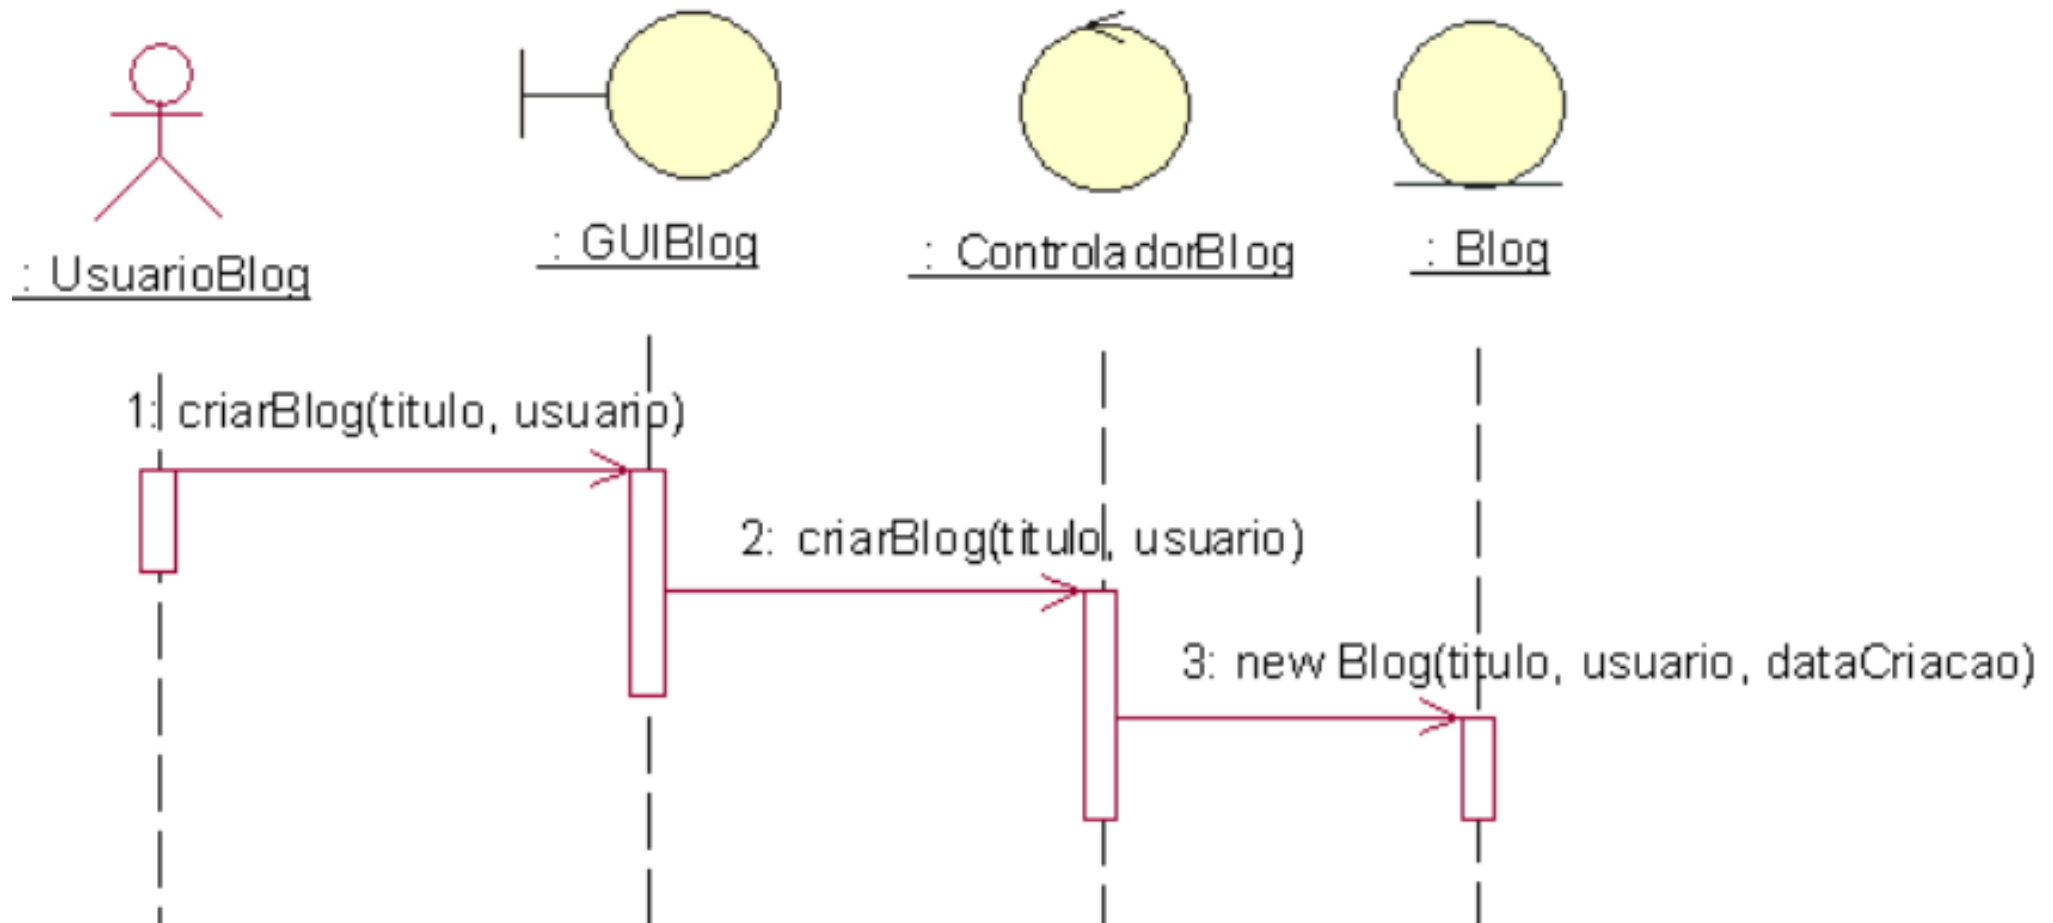 : UsuarioBlog
: GUIBlog
: ControladorBlog
: Blog
1: criarBlog(titulo, usuario)
2: criarBlog(titulo, usuario)
3: new Blog(titulo, usuario, dataCriacao)